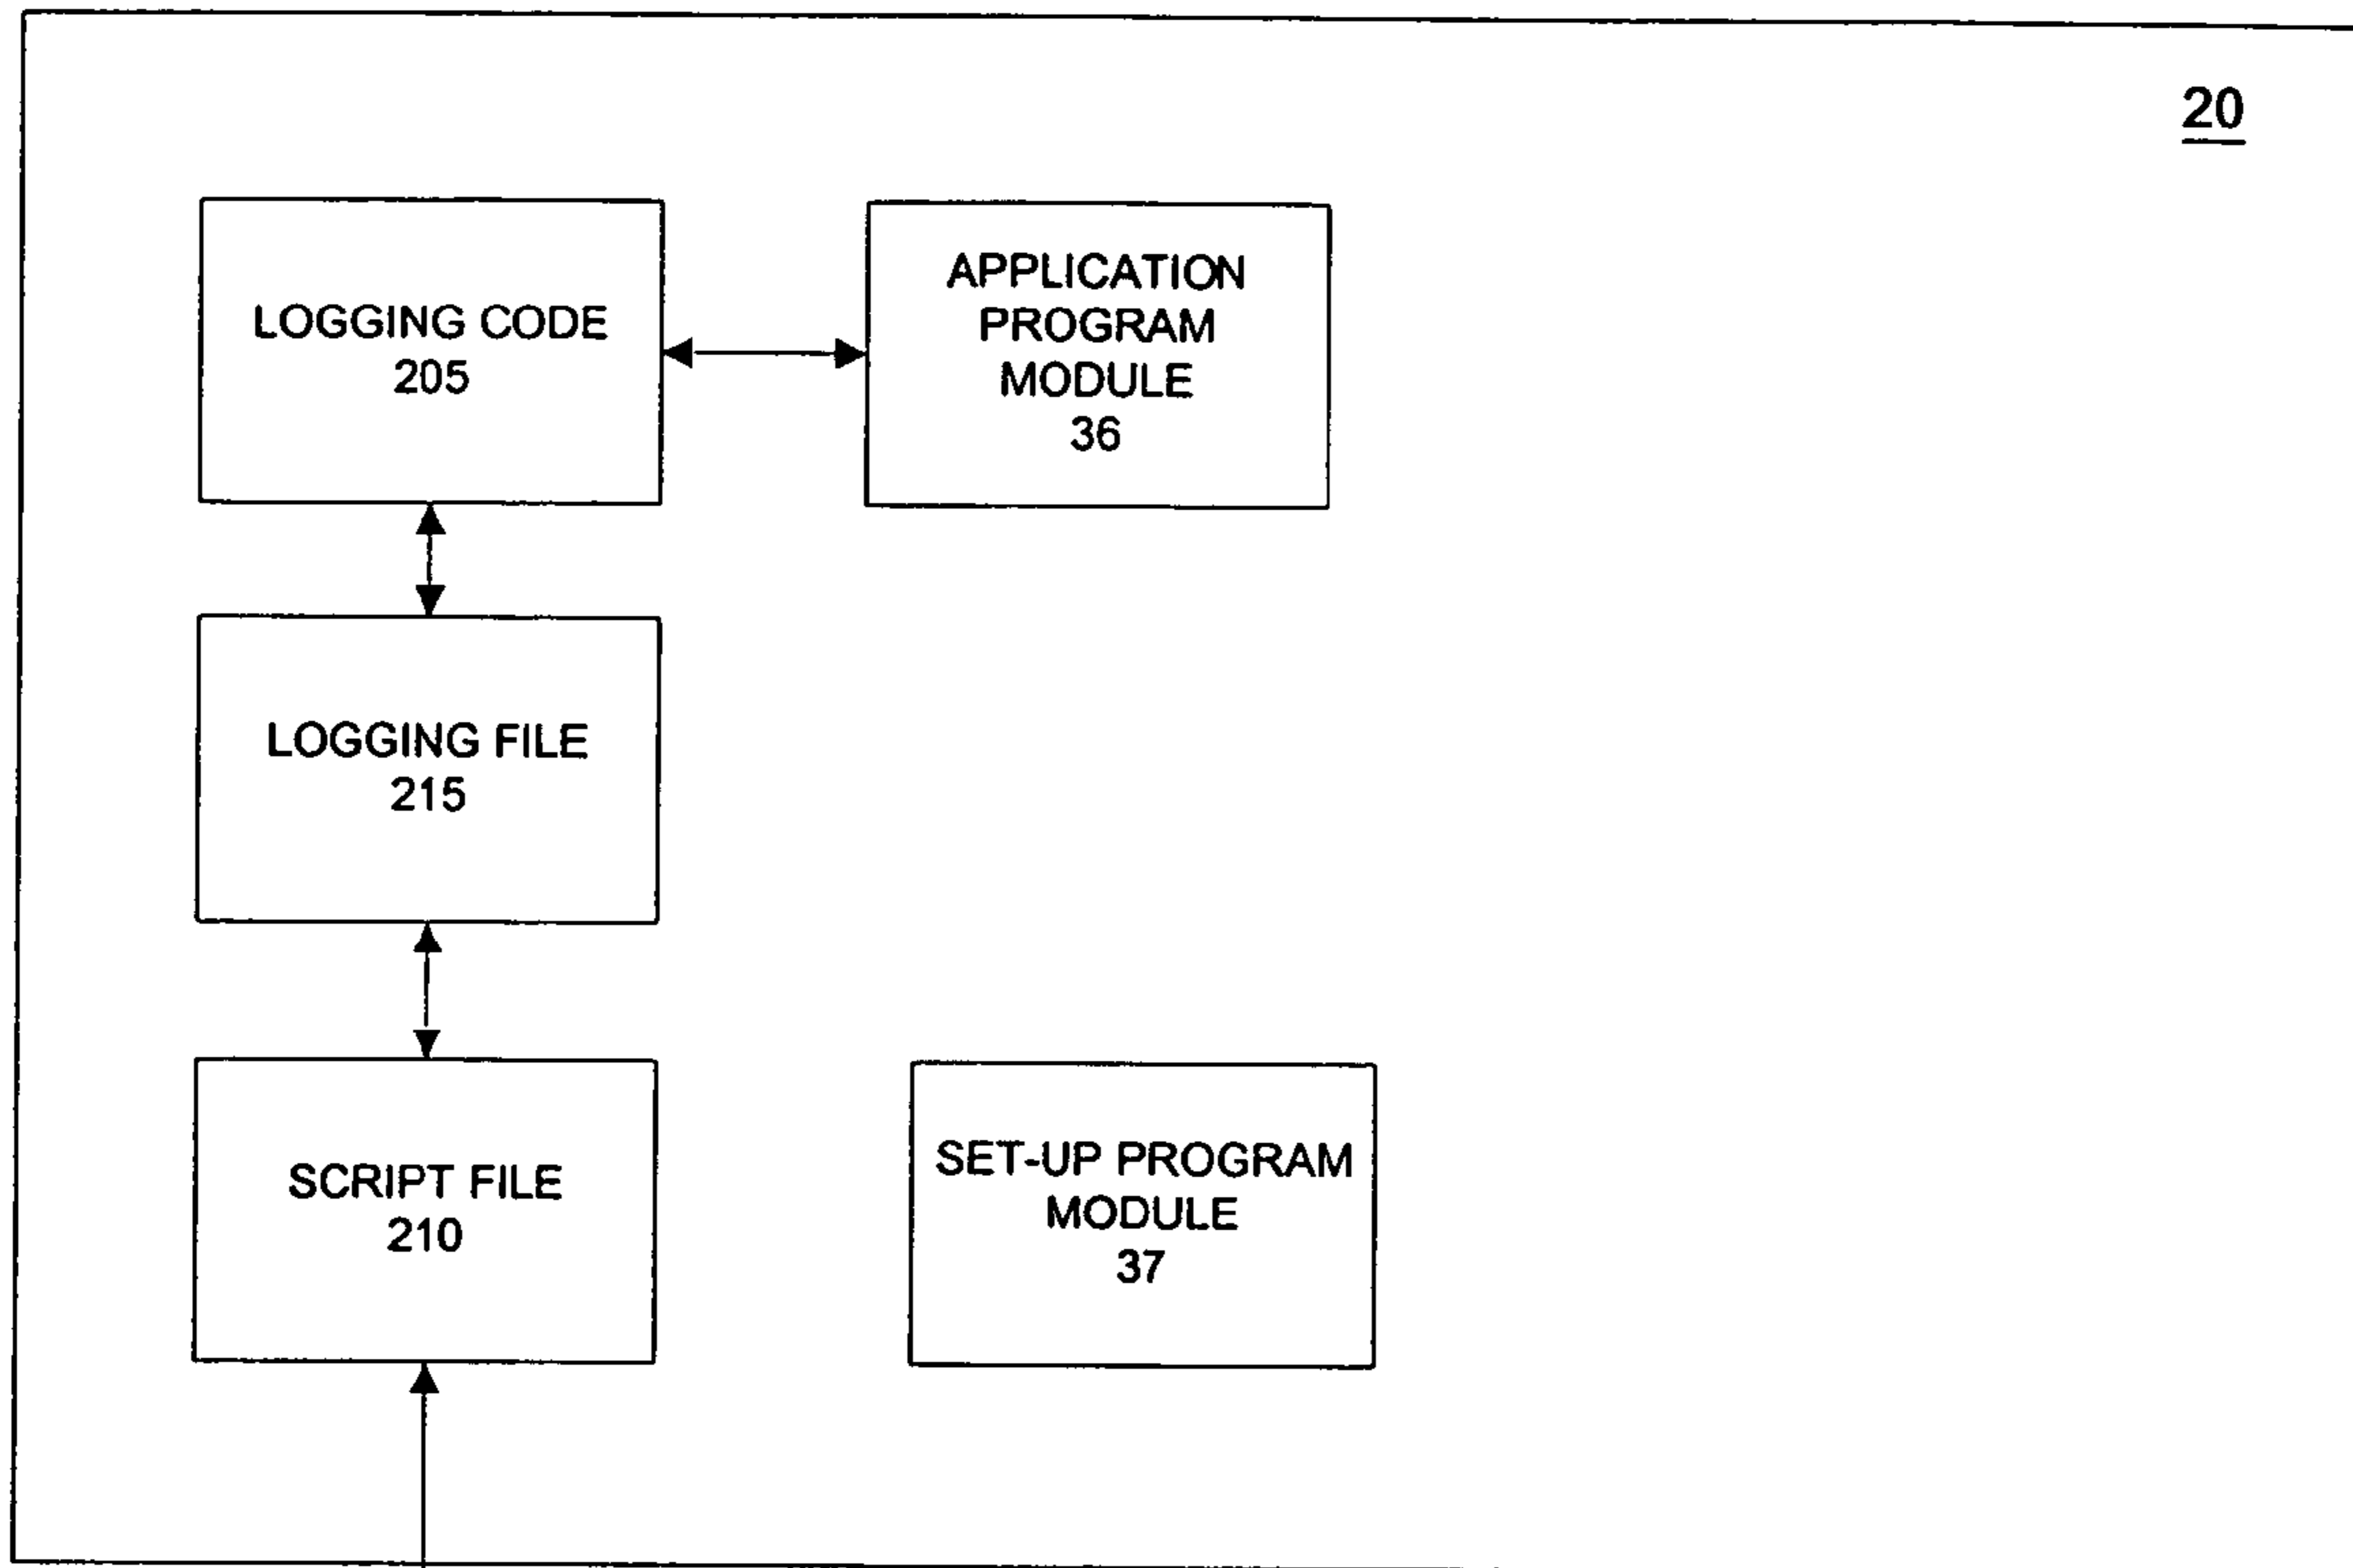 20
LOGGING CODE
205
APPLICATION
PROGRAM
MODULE
36
LOGGING FILE
215
SCRIPT FILE
210
SET-UP PROGRAM
MODULE
37